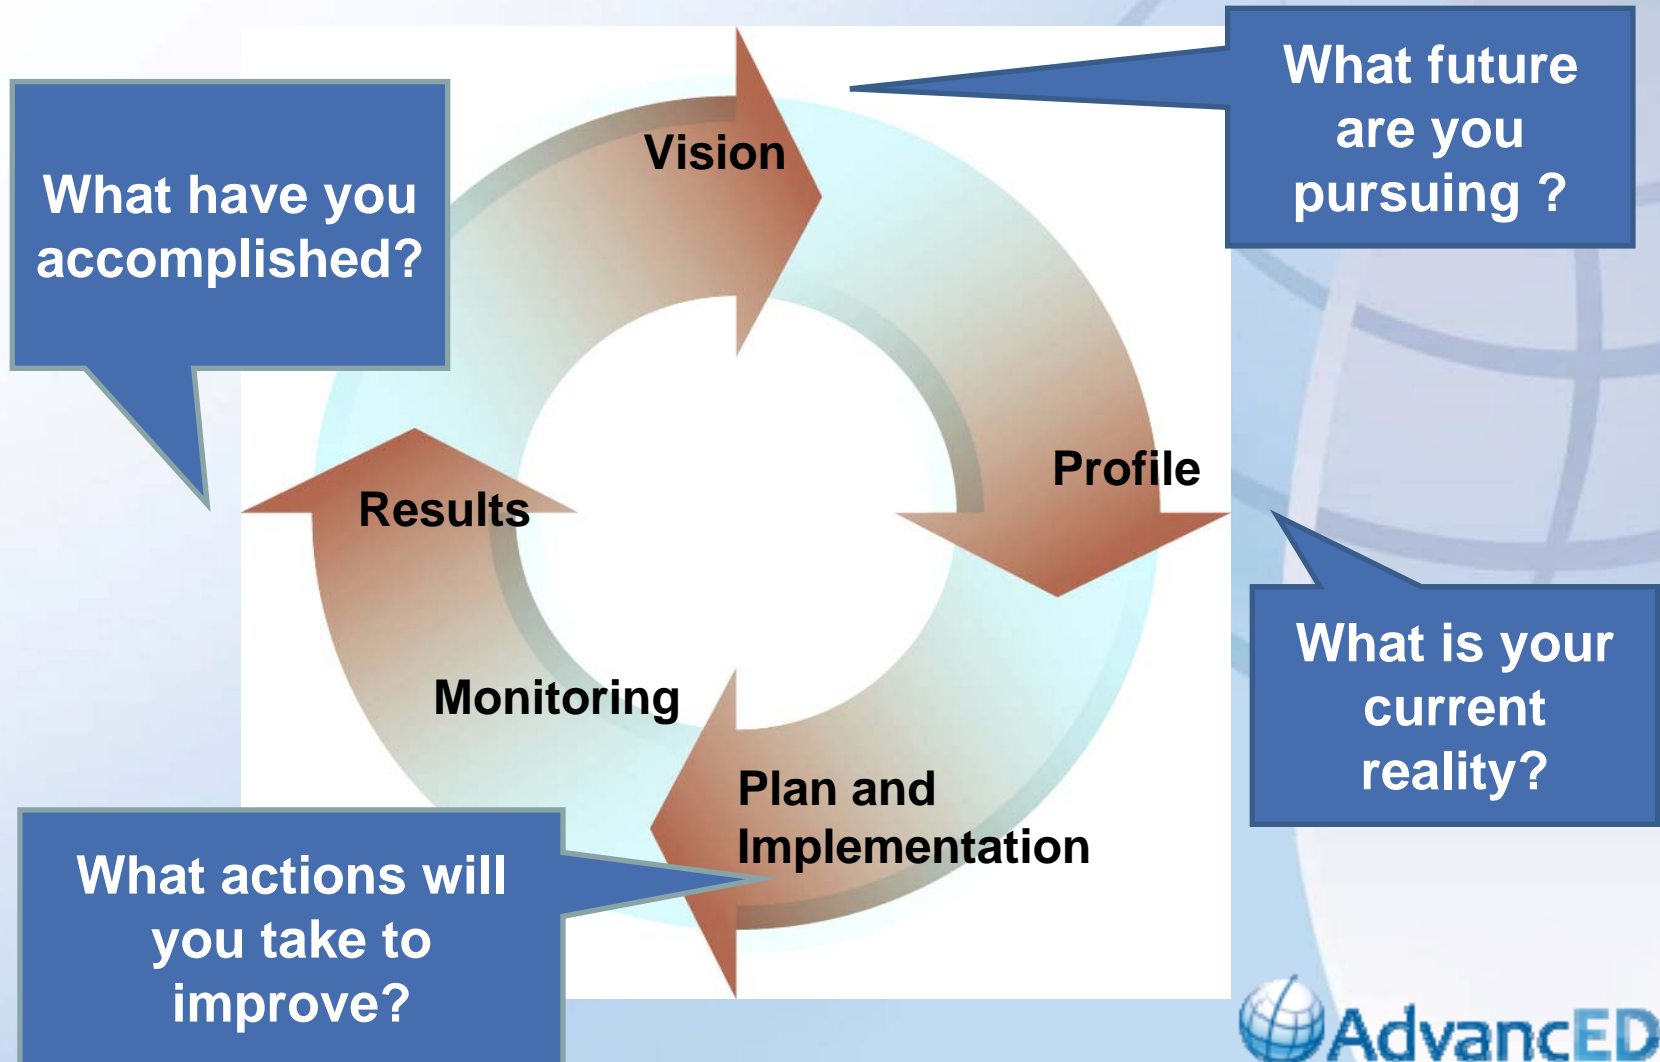 What future
are you
pursuing ?
What have you
accomplished?
Vision
Profile
Results
What is your
current
reality?
Monitoring
Plan and
Implementation
What actions will
you take to
improve?
AdvancED